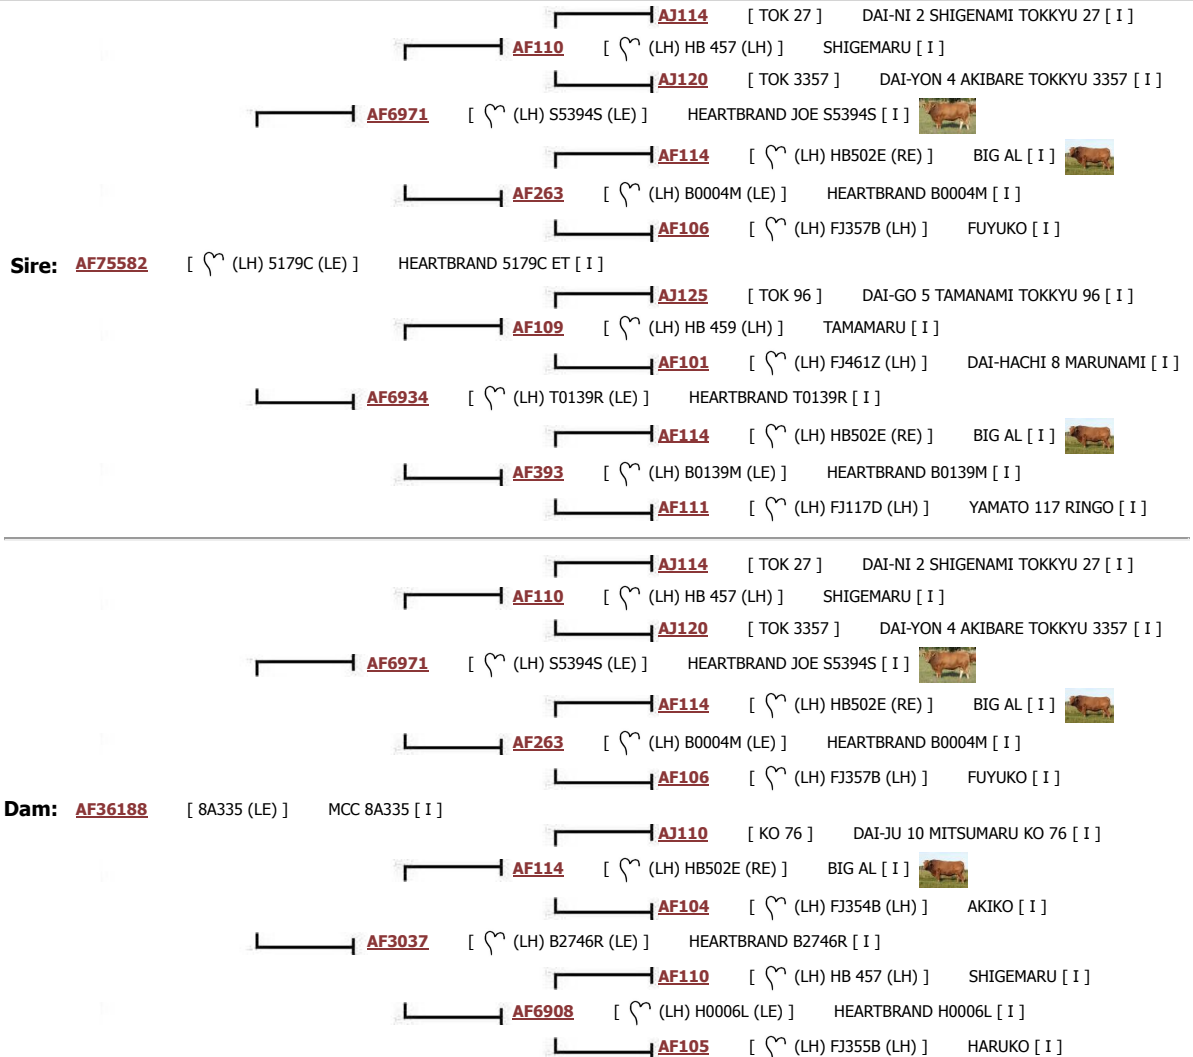 AJ114 [ TOK 27 ] DAI-NI 2 SHIGENAMI TOKKYU 27 [ I ]
AF110 [ (LH) HB 457 (LH) ] SHIGEMARU [ I ]
AJ120 [ TOK 3357 ] DAI-YON 4 AKIBARE TOKKYU 3357 [ I ]
AF6971 [ (LH) S5394S (LE) ] HEARTBRAND JOE S5394S [ I ]
AF114 [ (LH) HB502E (RE) ] BIG AL [ I ]
AF263 [ (LH) B0004M (LE) ] HEARTBRAND B0004M [ I ]
AF106 [ (LH) FJ357B (LH) ] FUYUKO [ I ]
Sire: AF75582 [ (LH) 5179C (LE) ] HEARTBRAND 5179C ET [ I ]
AJ125 [ TOK 96 ] DAI-GO 5 TAMANAMI TOKKYU 96 [ I ]
AF109 [ (LH) HB 459 (LH) ] TAMAMARU [ I ]
AF101 [ (LH) FJ461Z (LH) ] DAI-HACHI 8 MARUNAMI [ I ]
AF6934 [ (LH) T0139R (LE) ] HEARTBRAND T0139R [ I ]
AF114 [ (LH) HB502E (RE) ] BIG AL [ I ]
AF393 [ (LH) B0139M (LE) ] HEARTBRAND B0139M [ I ]
AF111 [ (LH) FJ117D (LH) ] YAMATO 117 RINGO [ I ]
AJ114 [ TOK 27 ] DAI-NI 2 SHIGENAMI TOKKYU 27 [ I ]
AF110 [ (LH) HB 457 (LH) ] SHIGEMARU [ I ]
AJ120 [ TOK 3357 ] DAI-YON 4 AKIBARE TOKKYU 3357 [ I ]
AF6971 [ (LH) S5394S (LE) ] HEARTBRAND JOE S5394S [ I ]
AF114 [ (LH) HB502E (RE) ] BIG AL [ I ]
AF263 [ (LH) B0004M (LE) ] HEARTBRAND B0004M [ I ]
AF106 [ (LH) FJ357B (LH) ] FUYUKO [ I ]
Dam: AF36188 [ 8A335 (LE) ] MCC 8A335 [ I ]
AJ110 [ KO 76 ] DAI-JU 10 MITSUMARU KO 76 [ I ]
AF114 [ (LH) HB502E (RE) ] BIG AL [ I ]
AF104 [ (LH) FJ354B (LH) ] AKIKO [ I ]
AF3037 [ (LH) B2746R (LE) ] HEARTBRAND B2746R [ I ]
AF110 [ (LH) HB 457 (LH) ] SHIGEMARU [ I ]
AF6908 [ (LH) H0006L (LE) ] HEARTBRAND H0006L [ I ]
AF105 [ (LH) FJ355B (LH) ] HARUKO [ I ]